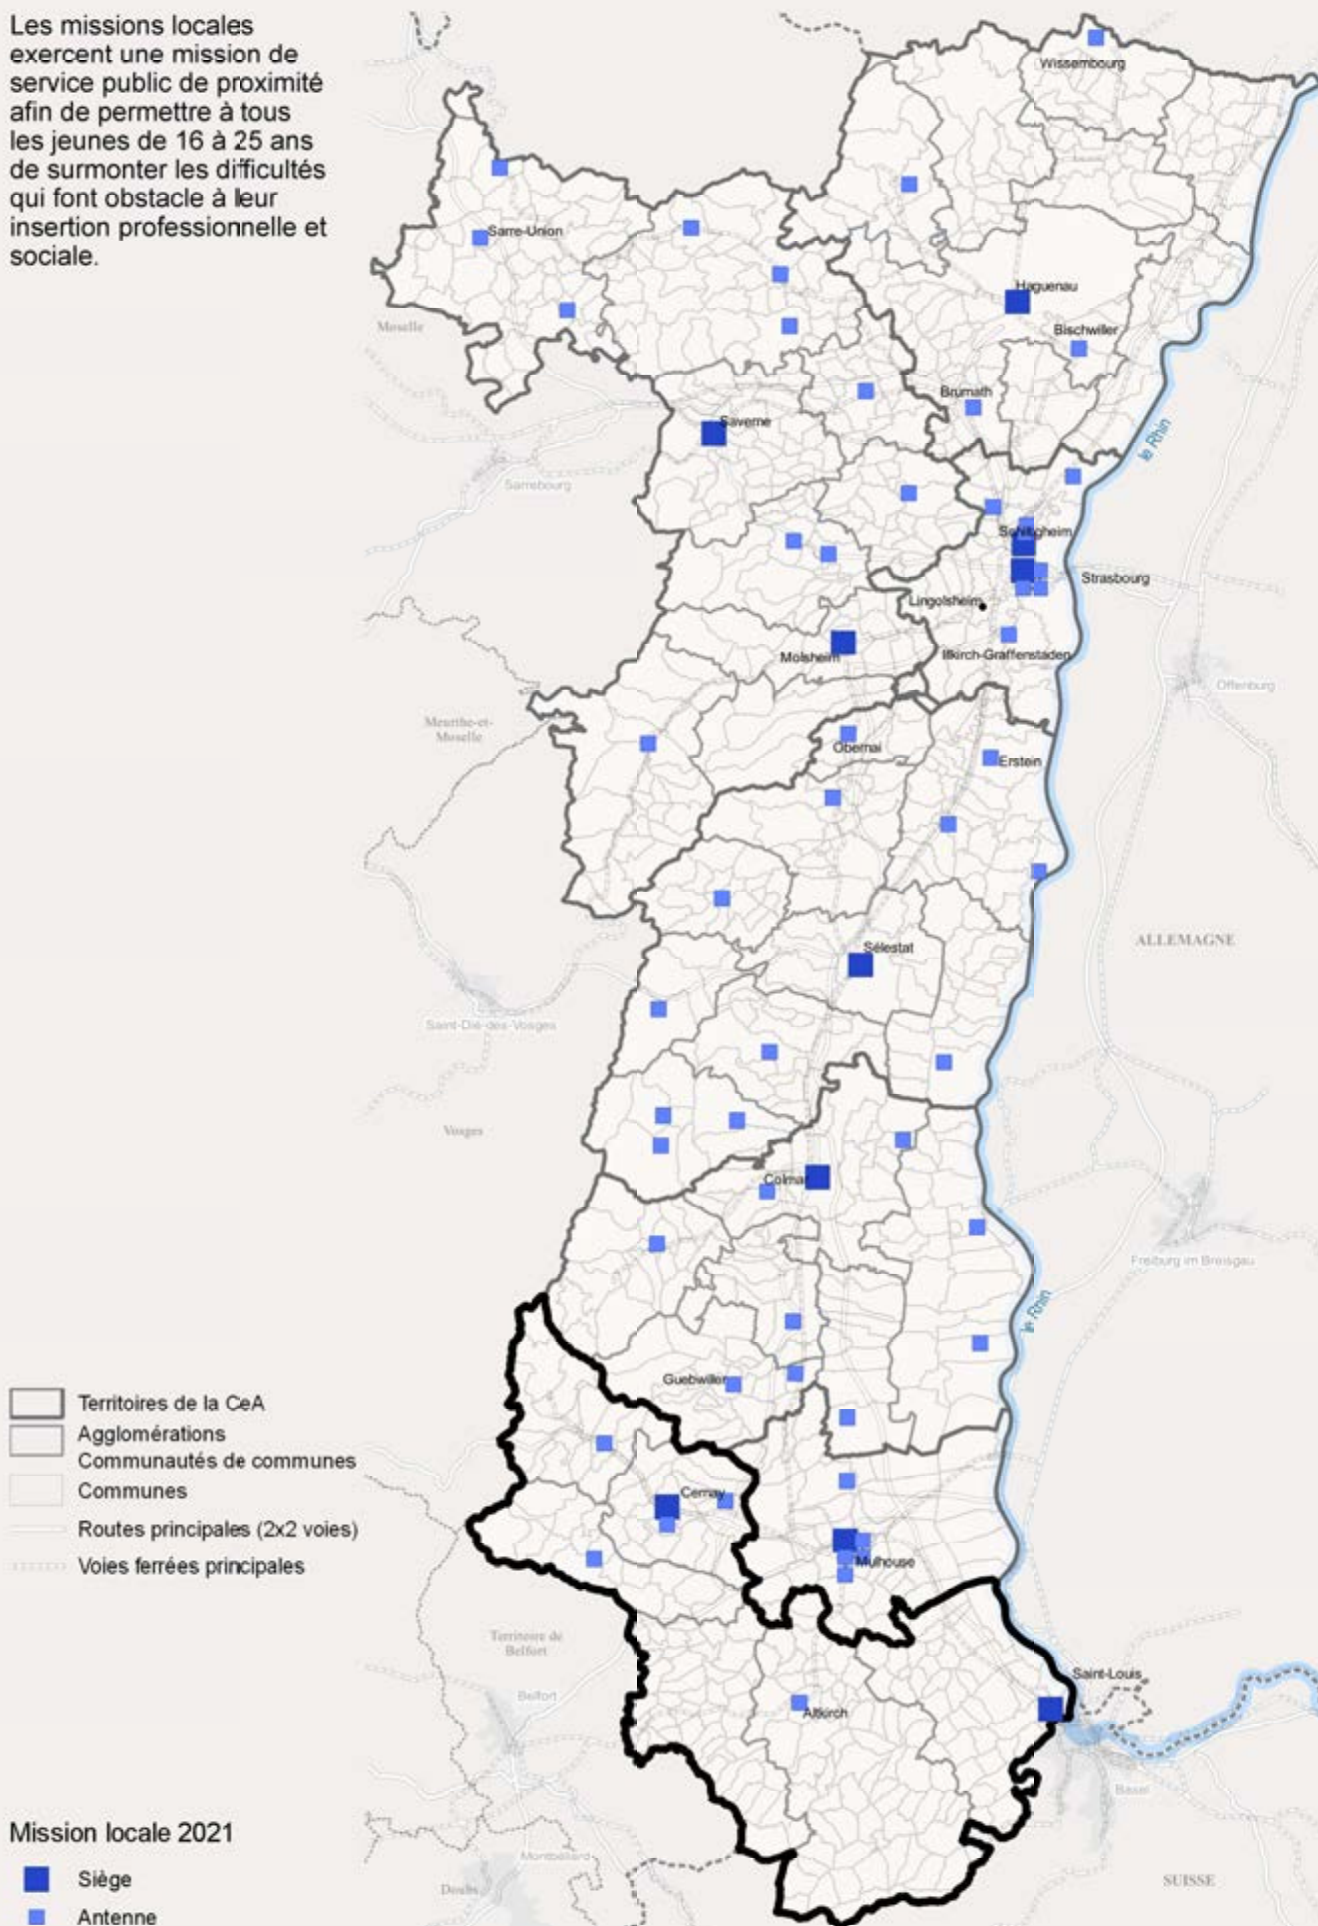 Les missions locales
exercent une mission de
service public de proximité
afin de permettre à tous
les jeunes de 16 à 25 ans
de surmonter les difficultés
qui font obstacle à leur
insertion professionnelle et
sociale.
Wissembourg
Sarre-Union
Haguenau
Moselle
Bischwiller
Brumath
Saverne
le Rhin
Sarrebourg
Schiltigheim
Strasbourg
Lingolsheim
Illkirch-Graffenstaden
Molsheim
Offenburg
Meurthe-et-
Moselle
Obernai
Erstein
ALLEMAGNE
Sélestat
Saint-Dié-des-Vosges
Vosges
Colmar
Freiburg im Breisgau
le Rhin
Guebwiller
Territoires de la CeA
Agglomérations
Communautés de communes
Communes
Routes principales (2x2 voies)
Voies ferrées principales
Cernay
Mulhouse
Territoire de
Belfort
Saint-Louis
Belfort
Altkirch
Basel
Mission locale 2021
Montbéliard
Siège
Doubs
SUISSE
Antenne